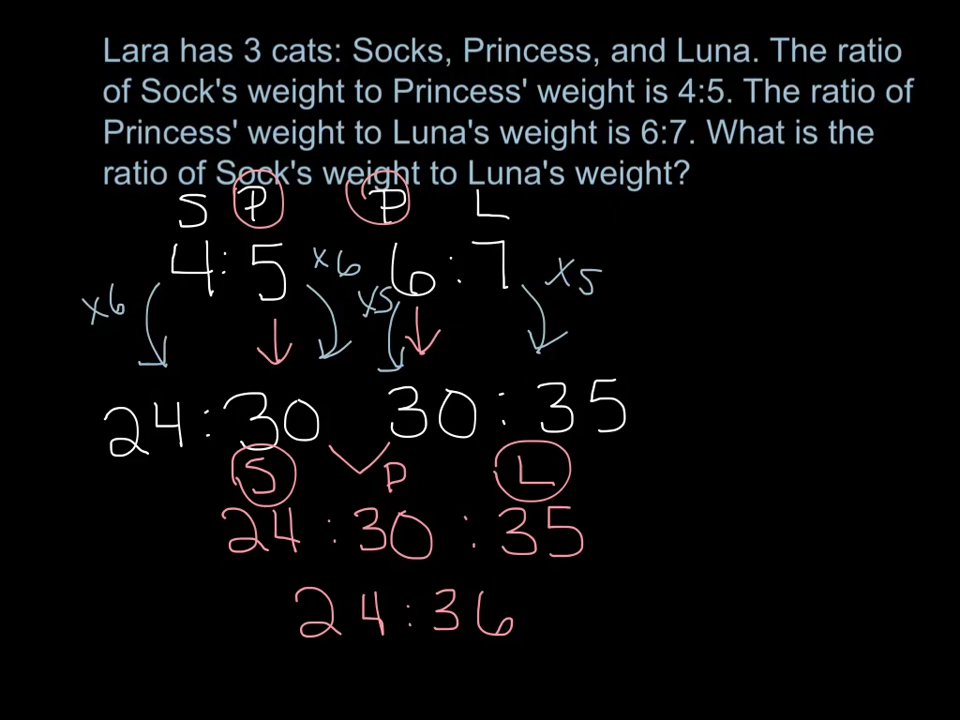 Lara has 3 cats: Socks, Princess, and Luna. The ratio
of Sock's weight to Princess' weight is 4:5. The ratio of
Princess' weight to Luna's weight is 6:7. What is the
ratio of Sock's weight to Luna's weight?
S P P L
4:5 x6 6:7 x5
x6 x5
24:30 30:35
S P L
24:30:35
24:36